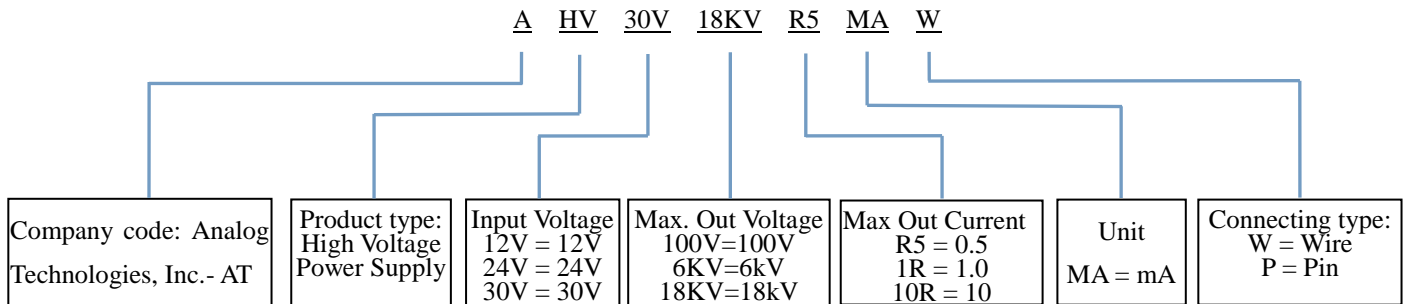 A HV 30V 18KV R5 MA W
Company code: Analog
Technologies, Inc.- AT
Product type:
High Voltage
Power Supply
Input Voltage
12V = 12V
24V = 24V
30V = 30V
Max. Out Voltage
100V=100V
6KV=6kV
18KV=18kV
Max Out Current
R5 = 0.5
1R = 1.0
10R = 10
Unit
MA = mA
Connecting type:
W = Wire
P = Pin